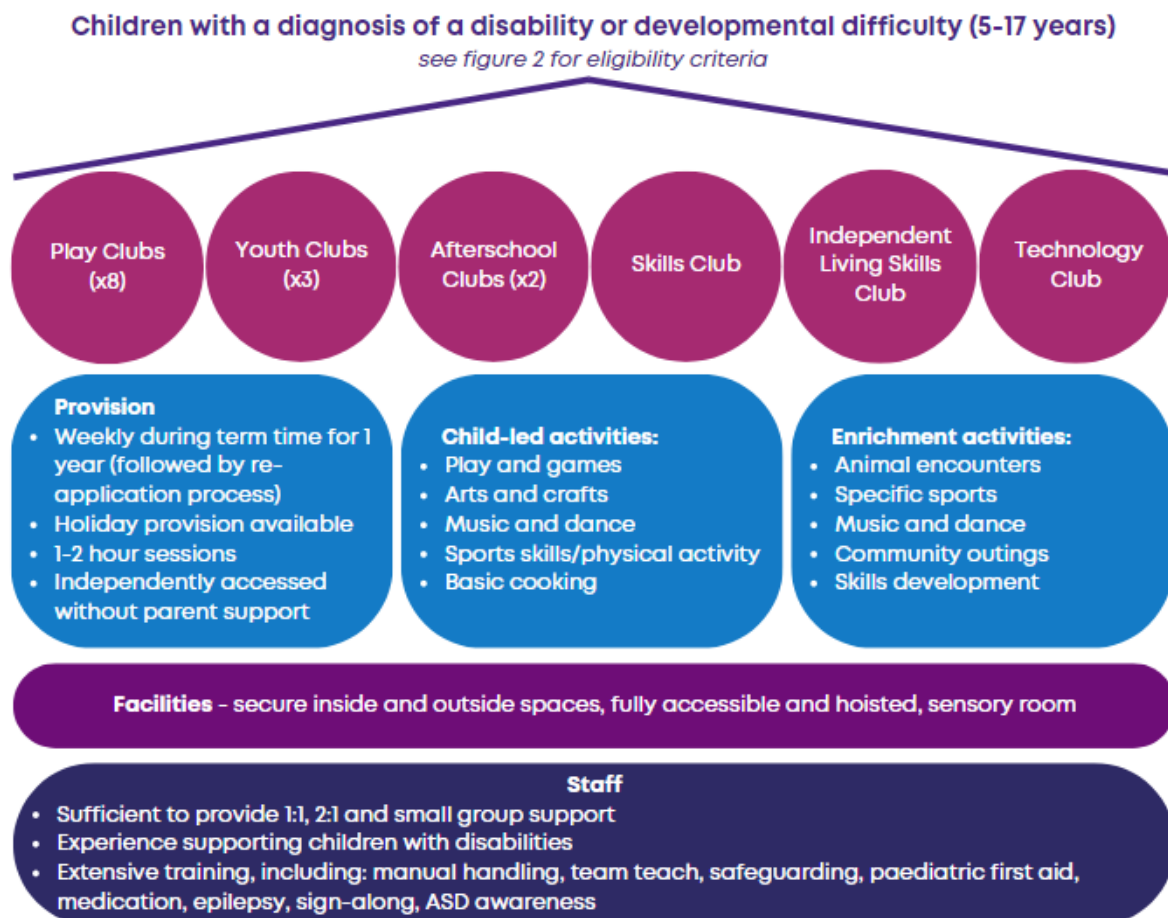 Children with a diagnosis of a disability or developmental difficulty (5-17 years)
see figure 2 for eligibility criteria
Play Clubs
(x8)
Youth Clubs
(x3)
Afterschool
Clubs (x2)
Skills Club
Independent
Living Skills
Club
Technology
Club
Provision
• Weekly during term time for 1
year (followed by re-
application process)
• Holiday provision available
• 1-2 hour sessions
• Independently accessed
without parent support
Child-led activities:
• Play and games
• Arts and crafts
• Music and dance
• Sports skills/physical activity
• Basic cooking
Enrichment activities:
• Animal encounters
• Specific sports
• Music and dance
• Community outings
• Skills development
Facilities - secure inside and outside spaces, fully accessible and hoisted, sensory room
Staff
• Sufficient to provide 1:1, 2:1 and small group support
• Experience supporting children with disabilities
• Extensive training, including: manual handling, team teach, safeguarding, paediatric first aid,
medication, epilepsy, sign-along, ASD awareness